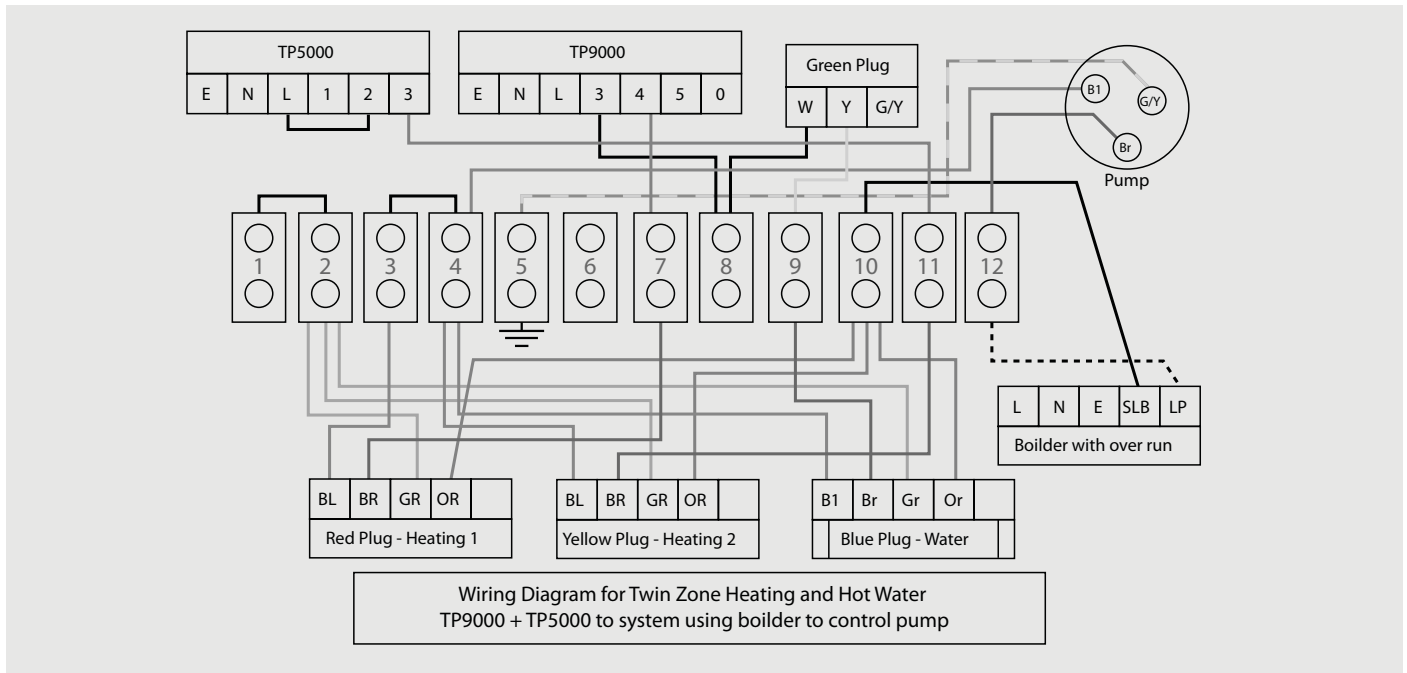 TP5000
E N L 1 2 3
TP9000
E N L 3 4 5 0
Green Plug
W Y G/Y
B1
G/Y
Br
Pump
1 2 3 4 5 6 7 8 9 10 11 12
L N E SLB LP
Boilder with over run
BL BR GR OR
Red Plug - Heating 1
BL BR GR OR
Yellow Plug - Heating 2
B1 Br Gr Or
Blue Plug - Water
Wiring Diagram for Twin Zone Heating and Hot Water
TP9000 + TP5000 to system using boilder to control pump